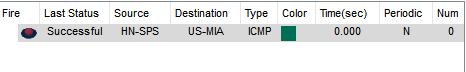 Fire Last Status Source Destination Type Color Time(sec) Periodic Num
Successful HN-SPS US-MIA ICMP 0.000 N 0